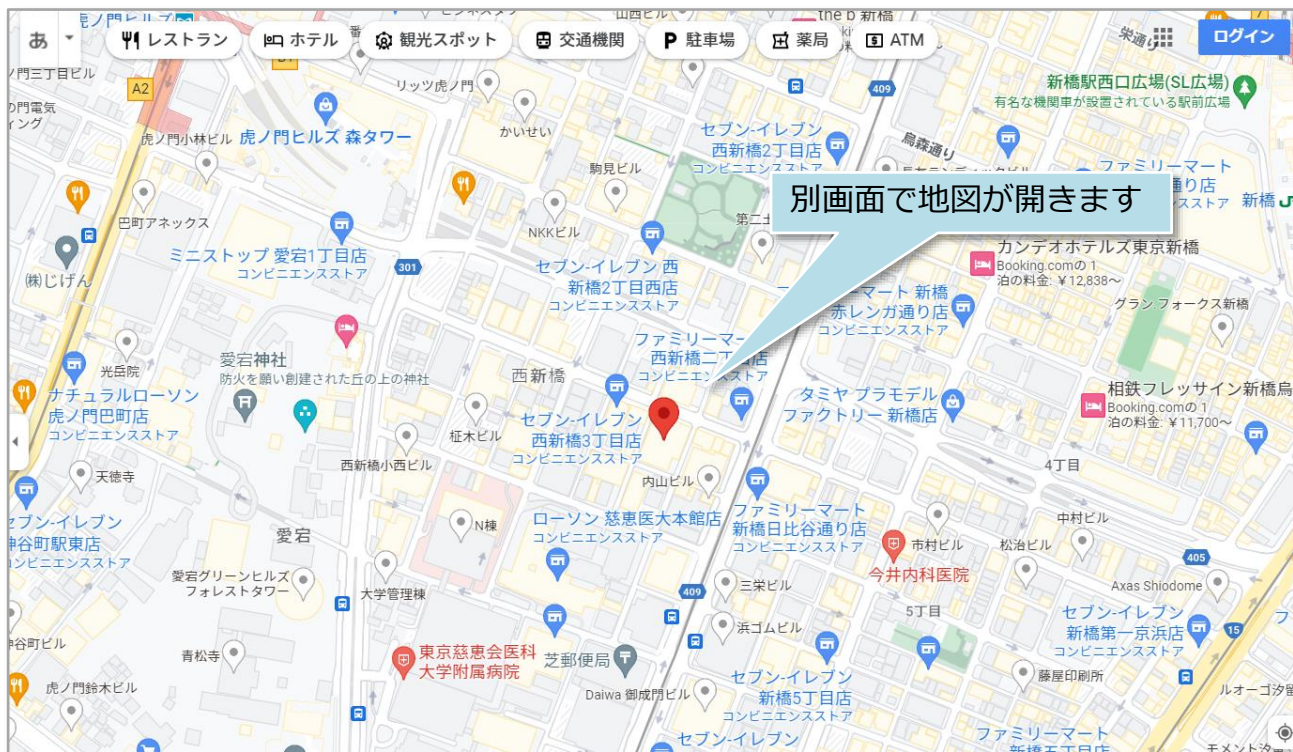 あ
レストラン
ホテル
観光スポット
交通機関
駐車場
薬局
ATM
ログイン
A2
リッツ虎ノ門
the b 新橋
栄通り
409
新橋駅西口広場(SL広場)
有名な機関車が設置されている駅前広場
虎ノ門三丁目ビル
虎ノ門小林ビル
虎ノ門ヒルズ 森タワー
かいせい
セブン-イレブン
西新橋2丁目店
コンビニエンスストア
烏森通り
駒見ビル
別画面で地図が開きます
ファミリーマート
コンビニエンスストア
新橋
巴町アネックス
NKKビル
ミニストップ 愛宕1丁目店
コンビニエンスストア
301
セブン-イレブン 西
新橋2丁目西店
コンビニエンスストア
カンデオホテルズ東京新橋
Booking.comの 1
泊の料金: ¥12,838~
グラン.フォークス新橋
(株)じげん
赤レンガ通り店
コンビニエンスストア
光岳院
愛宕神社
防火を願い創建された丘の上の神社
西新橋
西新橋二丁目店
コンビニエンスストア
ナチュラルローソン
虎ノ門巴町店
コンビニエンスストア
柾木ビル
セブン-イレブン
西新橋3丁目店
コンビニエンスストア
タミヤ プラモデル
ファクトリー 新橋店
相鉄フレッサイン新橋烏
Booking.comの 1
泊の料金: ¥11,700~
天徳寺
西新橋小西ビル
内山ビル
4丁目
愛宕
N棟
ローソン 慈恵医大本館店
コンビニエンスストア
ファミリーマート
新橋日比谷通り店
コンビニエンスストア
市村ビル
松治ビル
中村ビル
405
今井内科医院
愛宕グリーンヒルズ
フォレストタワー
大学管理棟
409
三栄ビル
Axas Shiodome
5丁目
浜ゴムビル
セブン-イレブン
新橋第一京浜店
コンビニエンスストア
15
青松寺
東京慈恵会医科
大学附属病院
芝郵便局
虎ノ門鈴木ビル
Daiwa 御成門ビル
セブン-イレブン
新橋5丁目店
コンビニエンスストア
藤屋印刷所
セブン-イレブン
ファミリーマート